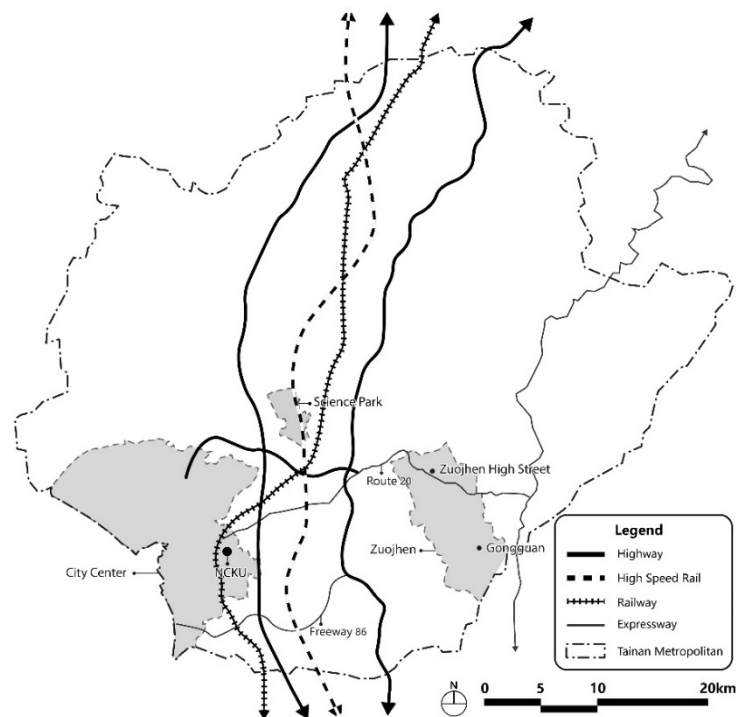 Science Park
Zuojhen High Street
Route 20
Zuojhen
Gongguan
City Center
NCKU
Freeway 86
Legend
Highway
High Speed Rail
Railway
Expressway
Tainan Metropolitan
N
0 5 10 20km